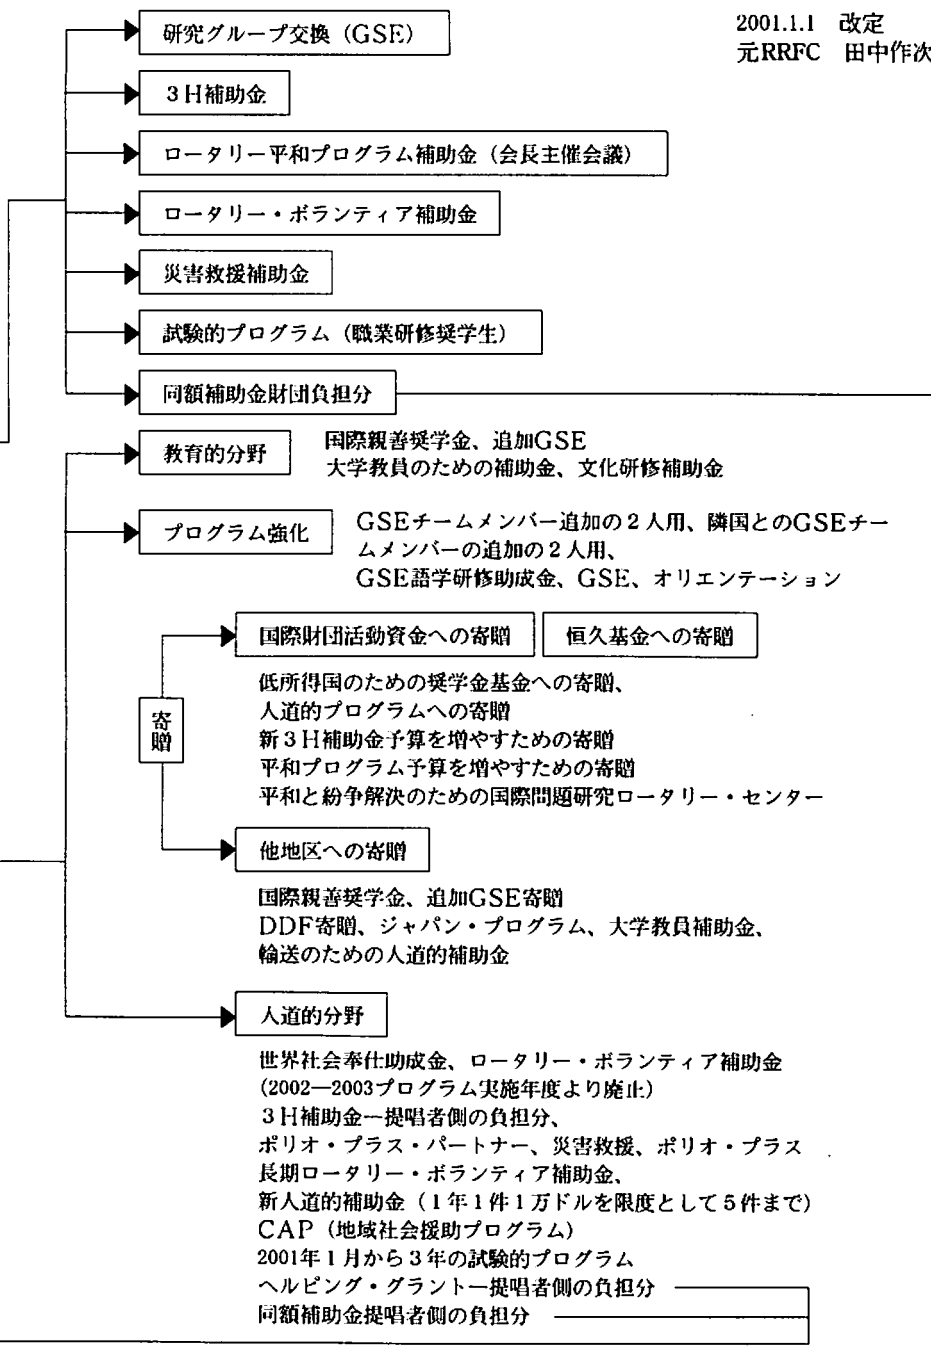 2001.1.1 改定
元RRFC 田中作次
研究グループ交換（GSE）
3H補助金
ロータリー平和プログラム補助金（会長主催会議）
ロータリー・ボランティア補助金
災害救援補助金
試験的プログラム（職業研修奨学生）
同額補助金財団負担分
教育的分野
国際親善奨学金、追加GSE
大学教員のための補助金、文化研修補助金
プログラム強化
GSEチームメンバー追加の2人用、隣国とのGSEチー
ムメンバーの追加の2人用、
GSE語学研修助成金、GSE、オリエンテーション
寄贈
国際財団活動資金への寄贈
恒久基金への寄贈
低所得国のための奨学金基金への寄贈、
人道的プログラムへの寄贈
新3H補助金予算を増やすための寄贈
平和プログラム予算を増やすための寄贈
平和と紛争解決のための国際問題研究ロータリー・センター
他地区への寄贈
国際親善奨学金、追加GSE寄贈
DDF寄贈、ジャパン・プログラム、大学教員補助金、
輸送のための人道的補助金
人道的分野
世界社会奉仕助成金、ロータリー・ボランティア補助金
(2002―2003プログラム実施年度より廃止)
3H補助金ー提唱者側の負担分、
ポリオ・プラス・パートナー、災害救援、ポリオ・プラス
長期ロータリー・ボランティア補助金、
新人道的補助金（1年1件1万ドルを限度として5件まで）
CAP（地域社会援助プログラム）
2001年1月から3年の試験的プログラム
ヘルピング・グラントー提唱者側の負担分
同額補助金提唱者側の負担分